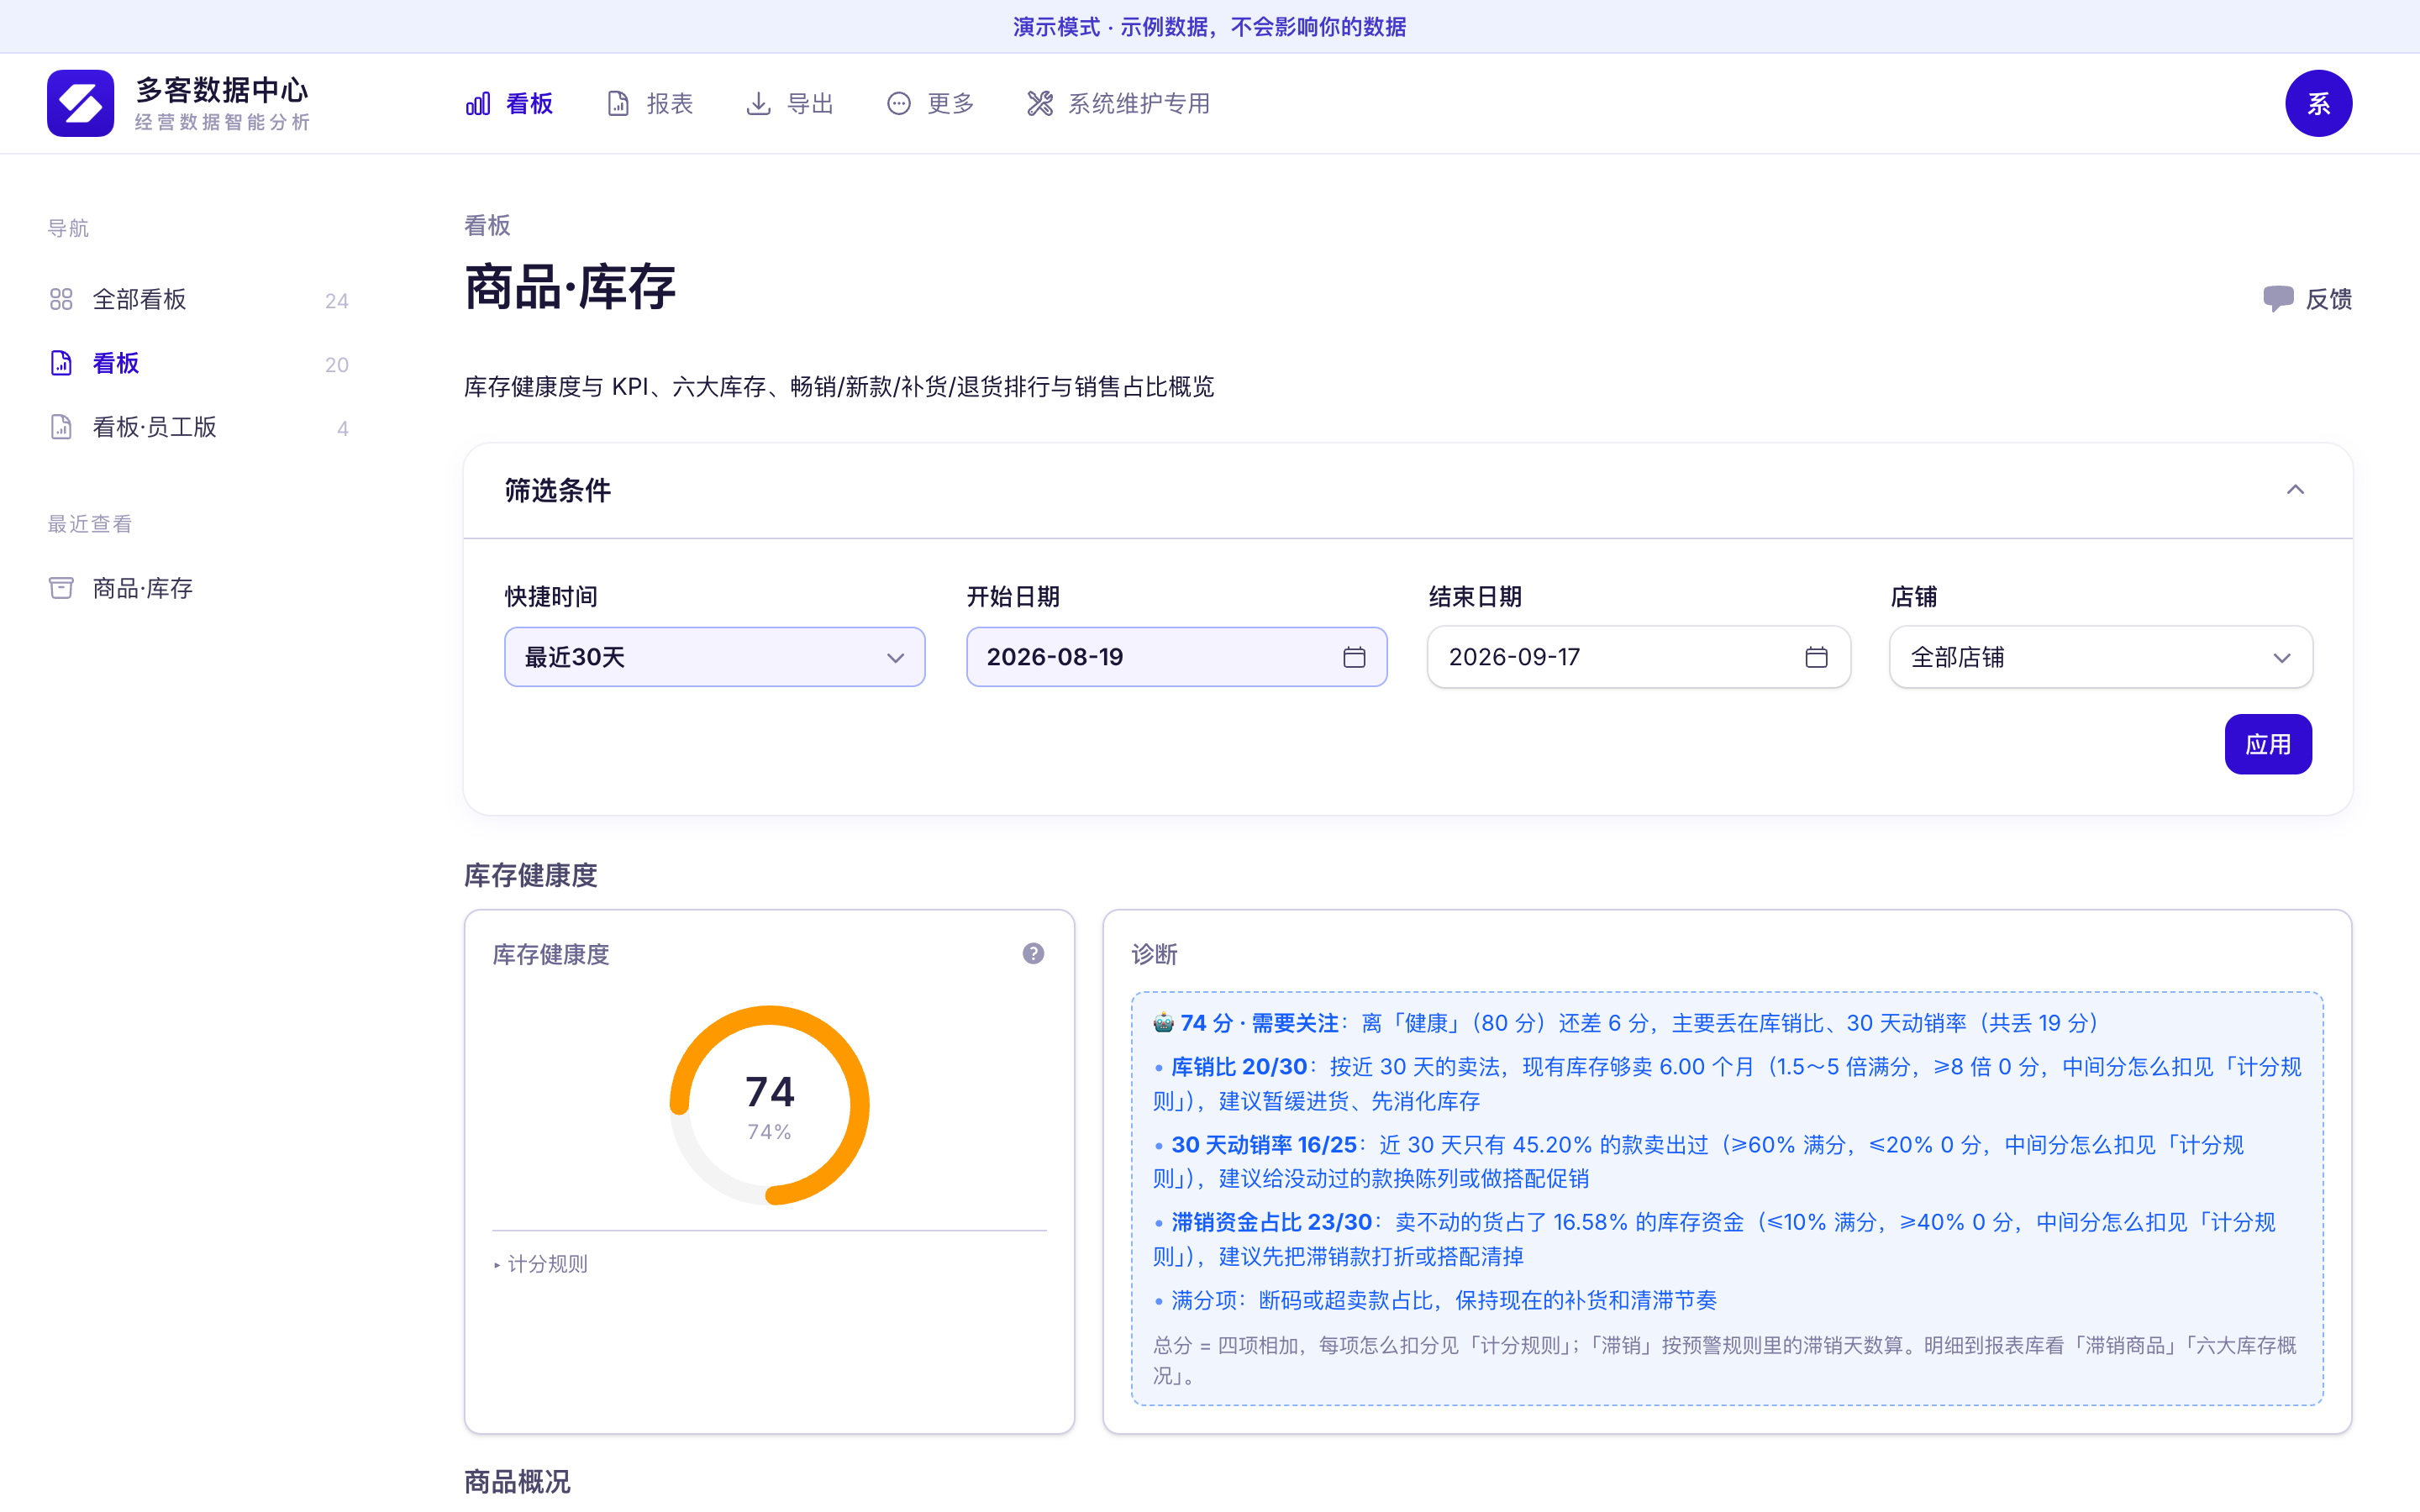 演示模式 · 示例数据，不会影响你的数据
多客数据中心
经营数据智能分析
看板
报表
导出
更多
系统维护专用
系
导航
全部看板
24
看板
20
看板·员工版
4
最近查看
商品·库存
看板
商品·库存
反馈
库存健康度与 KPI、六大库存、畅销/新款/补货/退货排行与销售占比概览
筛选条件
快捷时间
开始日期
结束日期
店铺
最近30天
2026-08-19
2026-09-17
全部店铺
应用
库存健康度
库存健康度
?
74
74%
▸ 计分规则
诊断
🤖 74 分 · 需要关注：离「健康」（80 分）还差 6 分，主要丢在库销比、30 天动销率（共丢 19 分）
• 库销比 20/30：按近 30 天的卖法，现有库存够卖 6.00 个月（1.5～5 倍满分，≥8 倍 0 分，中间分怎么扣见「计分规
则」），建议暂缓进货、先消化库存
• 30 天动销率 16/25：近 30 天只有 45.20% 的款卖出过（≥60% 满分，≤20% 0 分，中间分怎么扣见「计分规
则」），建议给没动过的款换陈列或做搭配促销
• 滞销资金占比 23/30：卖不动的货占了 16.58% 的库存资金（≤10% 满分，≥40% 0 分，中间分怎么扣见「计分规
则」），建议先把滞销款打折或搭配清掉
• 满分项：断码或超卖款占比，保持现在的补货和清滞节奏
总分 = 四项相加，每项怎么扣分见「计分规则」；「滞销」按预警规则里的滞销天数算。明细到报表库看「滞销商品」「六大库存概
况」。
商品概况